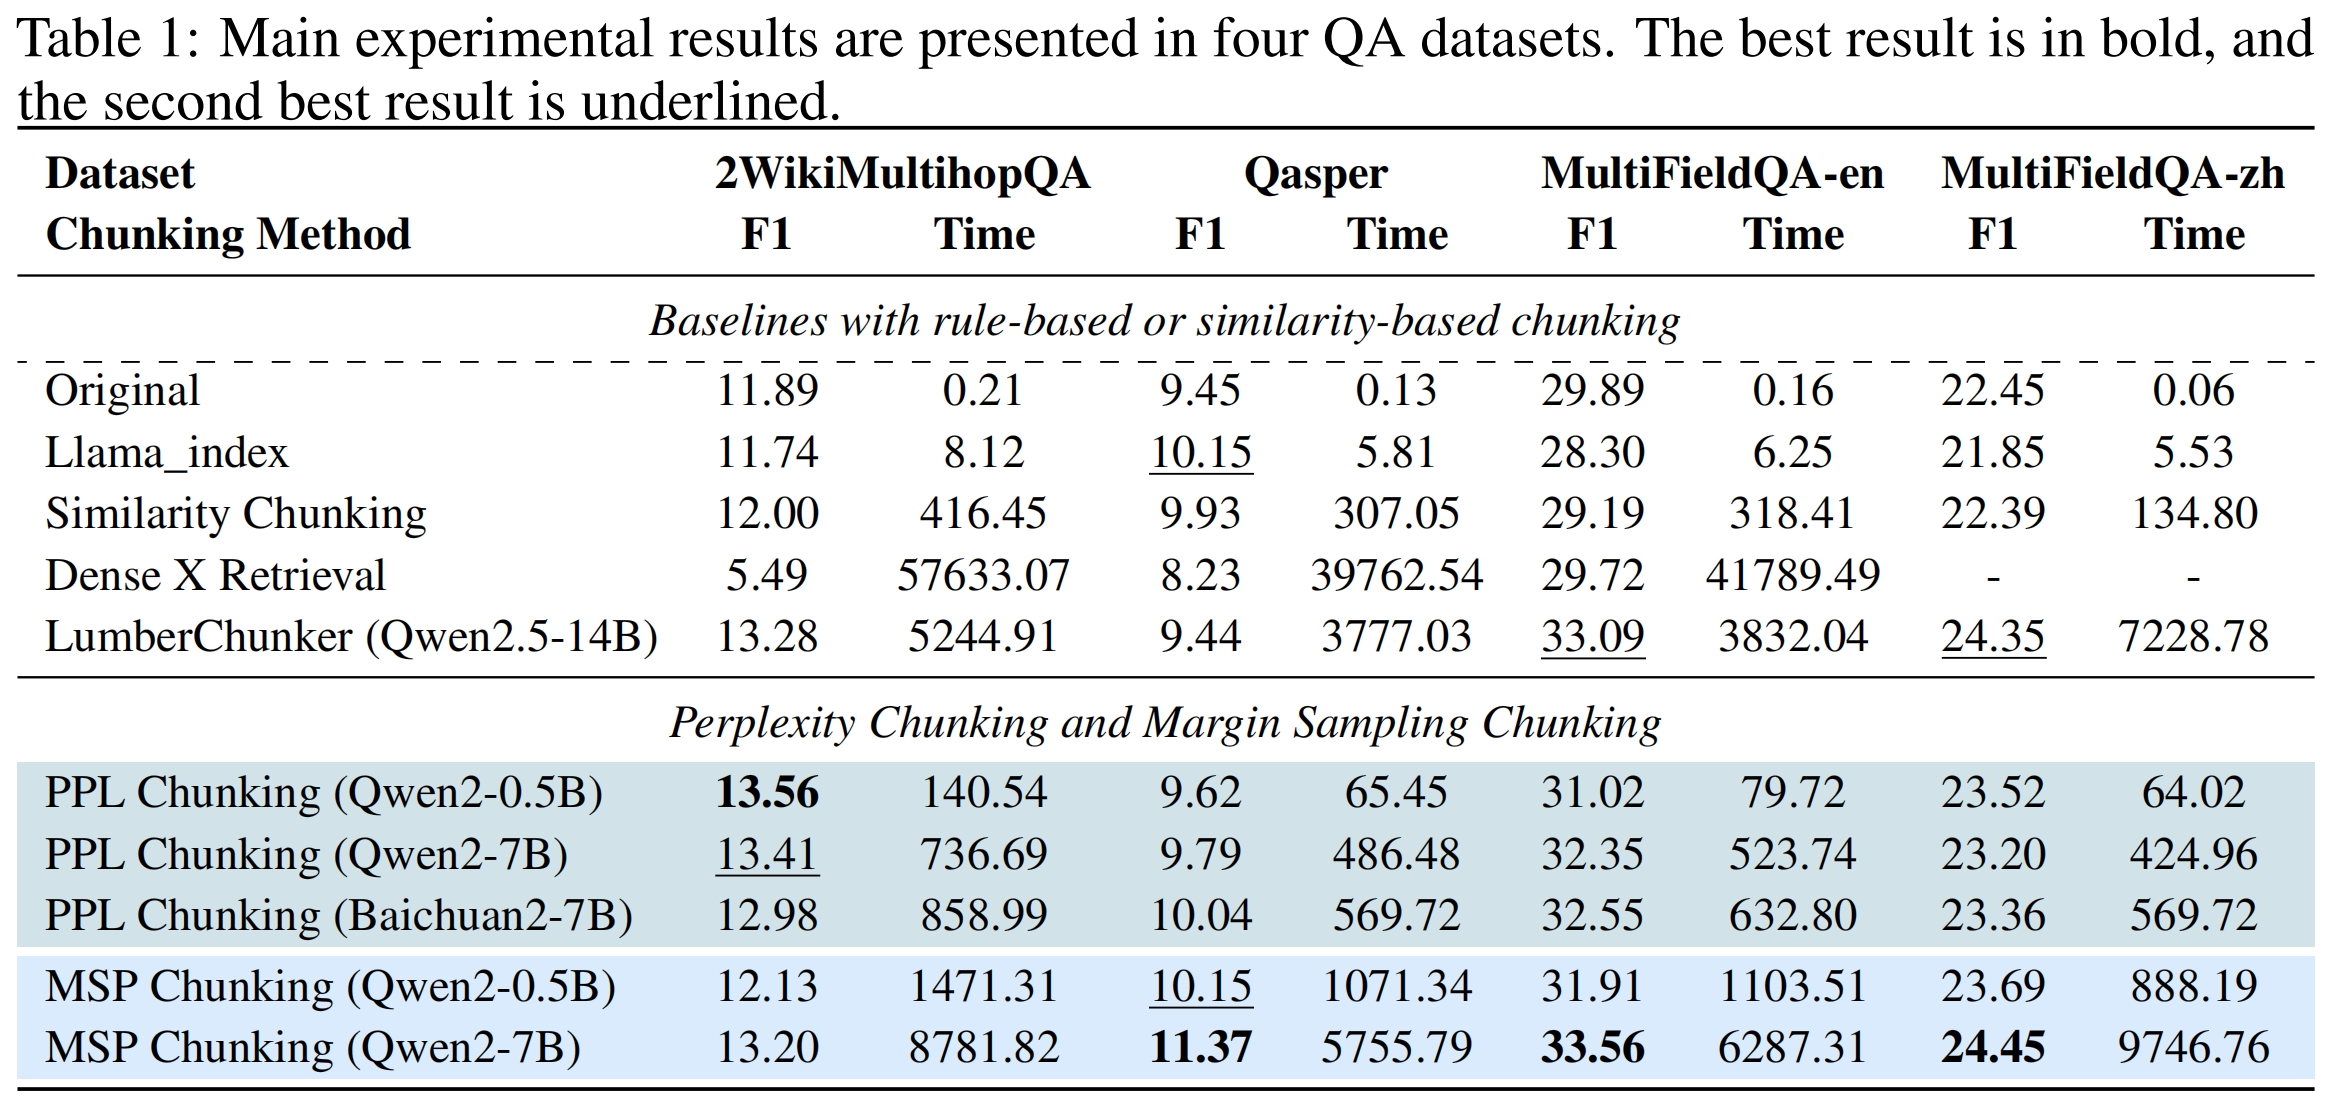 Table 1: Main experimental results are presented in four QA datasets. The best result is in bold, and
the second best result is underlined.
Dataset 2WikiMultihopQA Qasper MultiFieldQA-en MultiFieldQA-zh
Chunking Method F1 Time F1 Time F1 Time F1 Time
Baselines with rule-based or similarity-based chunking
Original 11.89 0.21 9.45 0.13 29.89 0.16 22.45 0.06
Llama_index 11.74 8.12 10.15 5.81 28.30 6.25 21.85 5.53
Similarity Chunking 12.00 416.45 9.93 307.05 29.19 318.41 22.39 134.80
Dense X Retrieval 5.49 57633.07 8.23 39762.54 29.72 41789.49 - -
LumberChunker (Qwen2.5-14B) 13.28 5244.91 9.44 3777.03 33.09 3832.04 24.35 7228.78
Perplexity Chunking and Margin Sampling Chunking
PPL Chunking (Qwen2-0.5B) 13.56 140.54 9.62 65.45 31.02 79.72 23.52 64.02
PPL Chunking (Qwen2-7B) 13.41 736.69 9.79 486.48 32.35 523.74 23.20 424.96
PPL Chunking (Baichuan2-7B) 12.98 858.99 10.04 569.72 32.55 632.80 23.36 569.72
MSP Chunking (Qwen2-0.5B) 12.13 1471.31 10.15 1071.34 31.91 1103.51 23.69 888.19
MSP Chunking (Qwen2-7B) 13.20 8781.82 11.37 5755.79 33.56 6287.31 24.45 9746.76